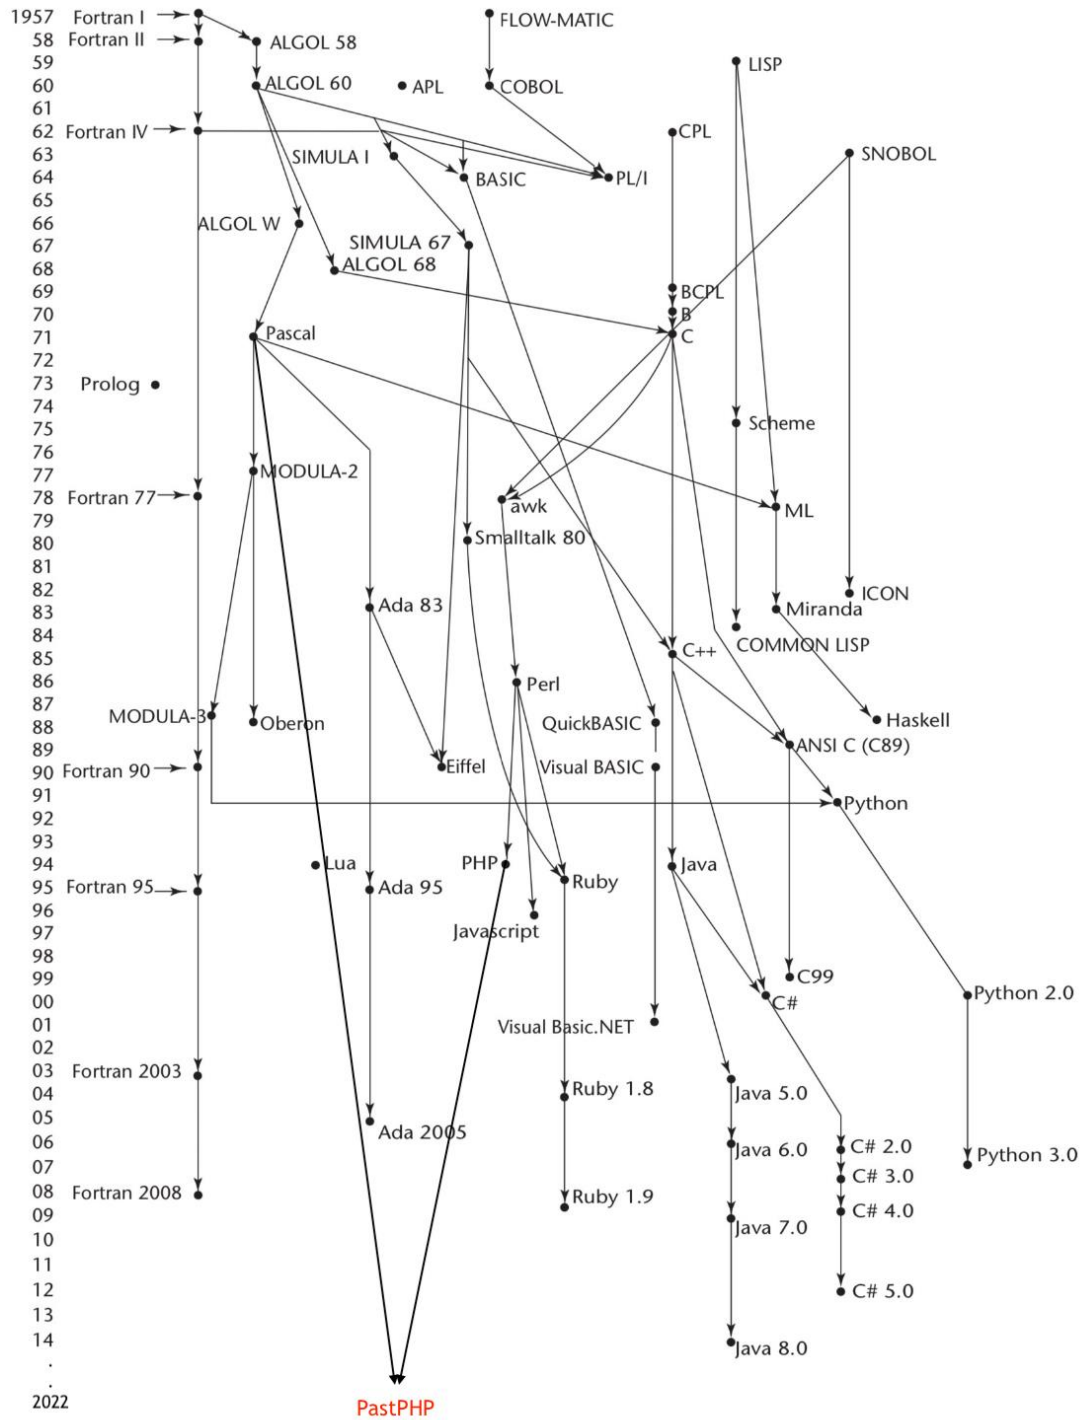 1957 Fortran I FLOW-MATIC
58 Fortran II ALGOL 58
59 LISP
60 ALGOL 60 APL COBOL
61
62 Fortran IV CPL
63 SIMULA I SNOBOL
64 BASIC PL/I
65
66 ALGOL W
67 SIMULA 67
68 ALGOL 68
69 BCPL
70 B
71 Pascal C
72
73 Prolog
74
75 Scheme
76
77 MODULA-2
78 Fortran 77 awk ML
79
80 Smalltalk 80
81
82 ICON
83 Ada 83 Miranda
84 COMMON LISP
85 C++
86 Perl
87 MODULA-3
88 Oberon QuickBASIC Haskell
89 ANSI C (C89)
90 Fortran 90 Eiffel Visual BASIC
91 Python
92
93
94 Lua PHP Java
95 Fortran 95 Ada 95 Ruby
96
97 Javascript
98
99 C99 Python 2.0
00 C#
01 Visual Basic.NET
02
03 Fortran 2003
04 Ruby 1.8 Java 5.0
05 Ada 2005
06 Java 6.0 C# 2.0 Python 3.0
07 C# 3.0
08 Fortran 2008 Ruby 1.9
09 Java 7.0 C# 4.0
10
11
12 C# 5.0
13
14 Java 8.0
.
.
2022 PastPHP